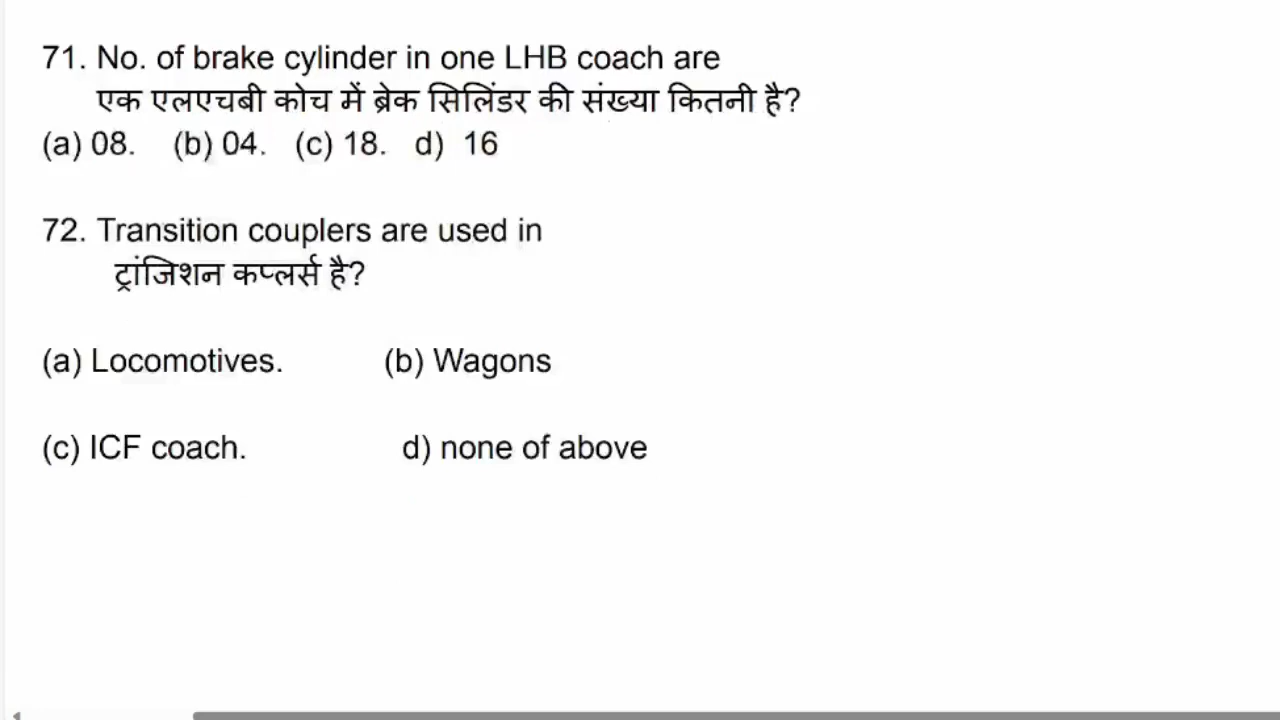 71. No. of brake cylinder in one LHB coach are
एक एलएचबी कोच में ब्रेक सिलिंडर की संख्या कितनी है?
(a) 08. (b) 04. (c) 18. d) 16
72. Transition couplers are used in
ट्रांजिशन कप्लर्स है?
(a) Locomotives. (b) Wagons
(c) ICF coach. d) none of above